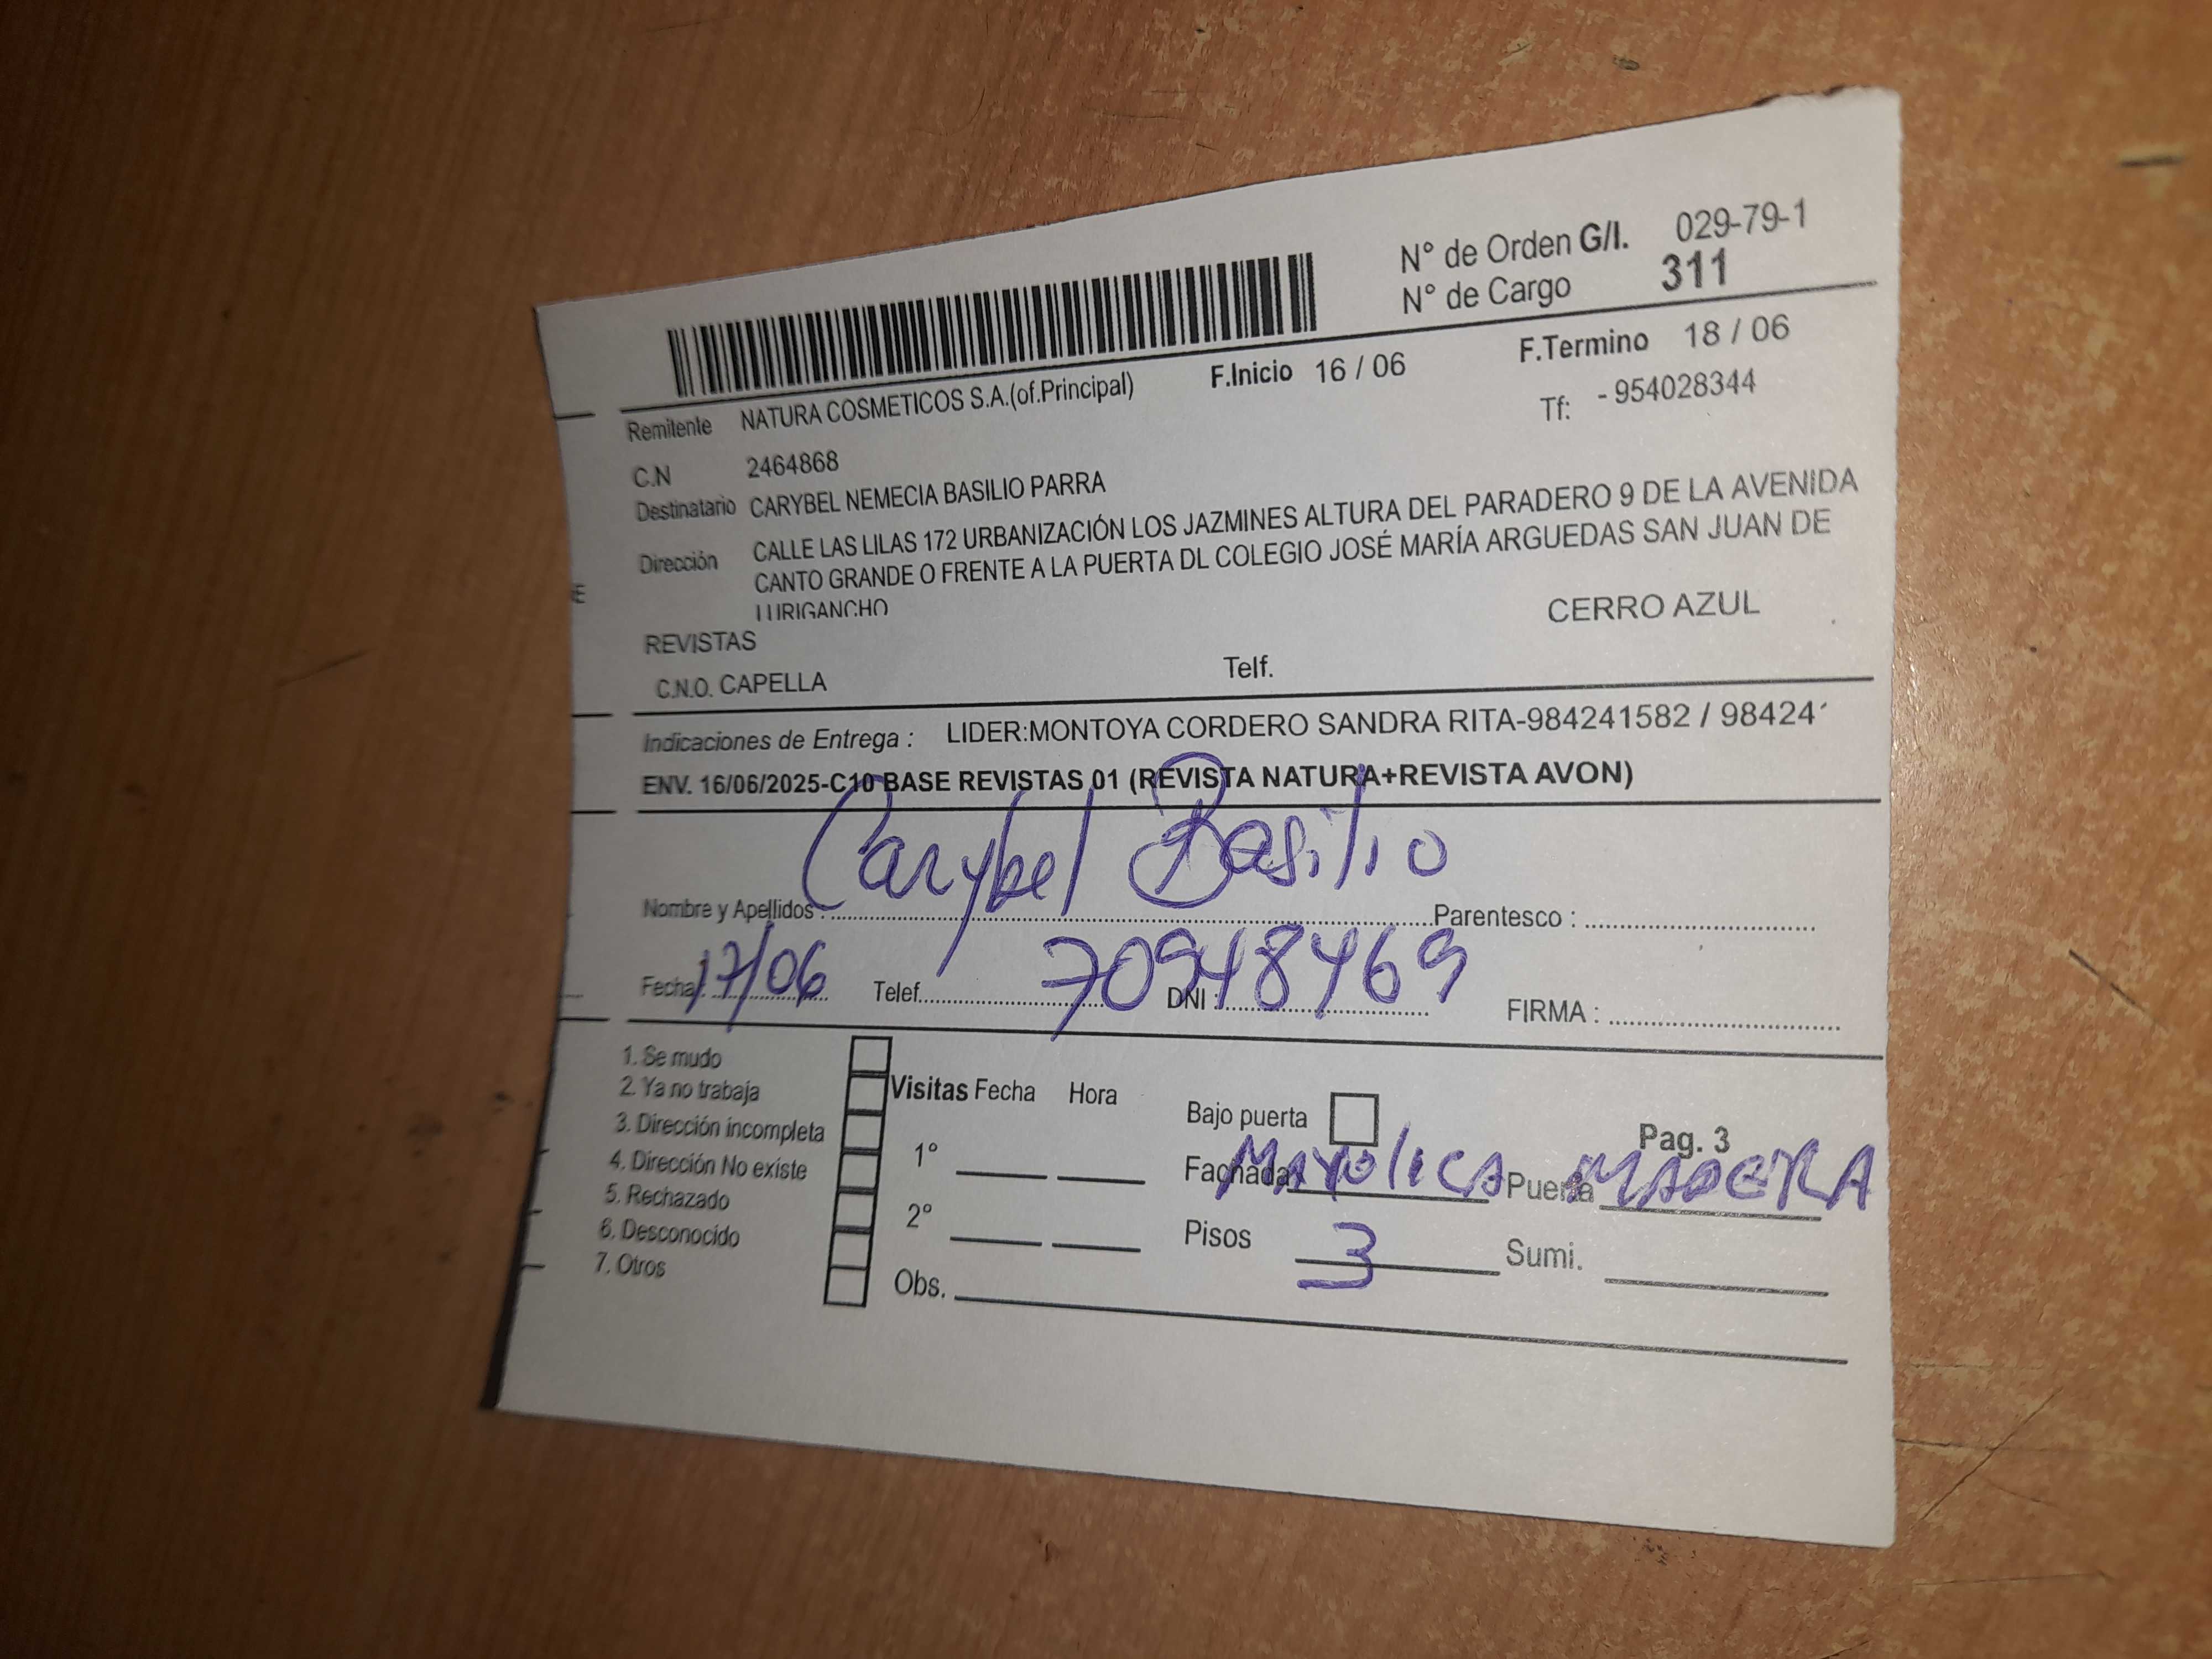 N° de Orden G/I. 029-79-1
N° de Cargo 311
F.Inicio 16 / 06 F.Termino 18 / 06
Remitente NATURA COSMETICOS S.A.(of.Principal) Tf: - 954028344
C.N 2464868
Destinatario CARYBEL NEMECIA BASILIO PARRA
Dirección CALLE LAS LILAS 172 URBANIZACIÓN LOS JAZMINES ALTURA DEL PARADERO 9 DE LA AVENIDA
CANTO GRANDE O FRENTE A LA PUERTA DL COLEGIO JOSÉ MARÍA ARGUEDAS SAN JUAN DE
LURIGANCHO
CERRO AZUL
REVISTAS
C.N.O. CAPELLA Telf.
Indicaciones de Entrega : LIDER:MONTOYA CORDERO SANDRA RITA-984241582 / 98424
ENV. 16/06/2025-C10 BASE REVISTAS 01 (REVISTA NATURA+REVISTA AVON)
Nombre y Apellidos : Carybel Basilio Parentesco :
Fecha : 17/06 Telef. DNI : 70948469 FIRMA :
1. Se mudo
2. Ya no trabaja
3. Dirección incompleta
4. Dirección No existe
5. Rechazado
6. Desconocido
7. Otros
Visitas Fecha Hora
1°
2°
Obs.
Bajo puerta Pag. 3
Fachada MAYOLICA Puerta MADERA
Pisos 3 Sumi.